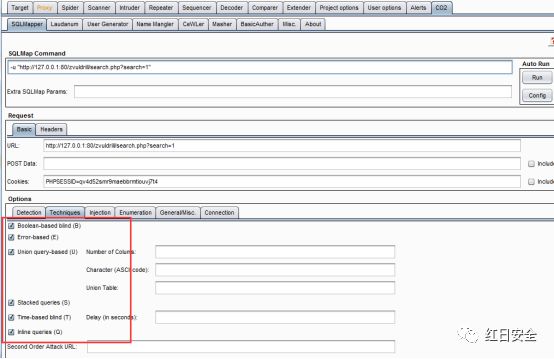 Target Proxy Spider Scanner Intruder Repeater Sequencer Decoder Comparer Extender Project options User options Alerts CO2
SQLMapper Laudanum User Generator Name Mangler CeWLer Masher BasicAuther Misc. About
SQLMap Command
-u "http://127.0.0.1:80/zvuldrill/search.php?search=1"
Auto Run
Run
Extra SQLMap Params:
Config
Request
Basic Headers
URL: http://127.0.0.1:80/zvuldrill/search.php?search=1
POST Data: Include
Cookies: Include
Options
Detection Techniques Injection Enumeration General/Misc. Connection
Boolean-based blind (B)
Error-based (E)
Union query-based (U) Number of Colums:
Character (ASCI code):
Union Table:
Stacked queries (S)
Time-based blind (T) Delay (in seconds):
Inline queries (Q)
Second Order Attack URL:
红日安全